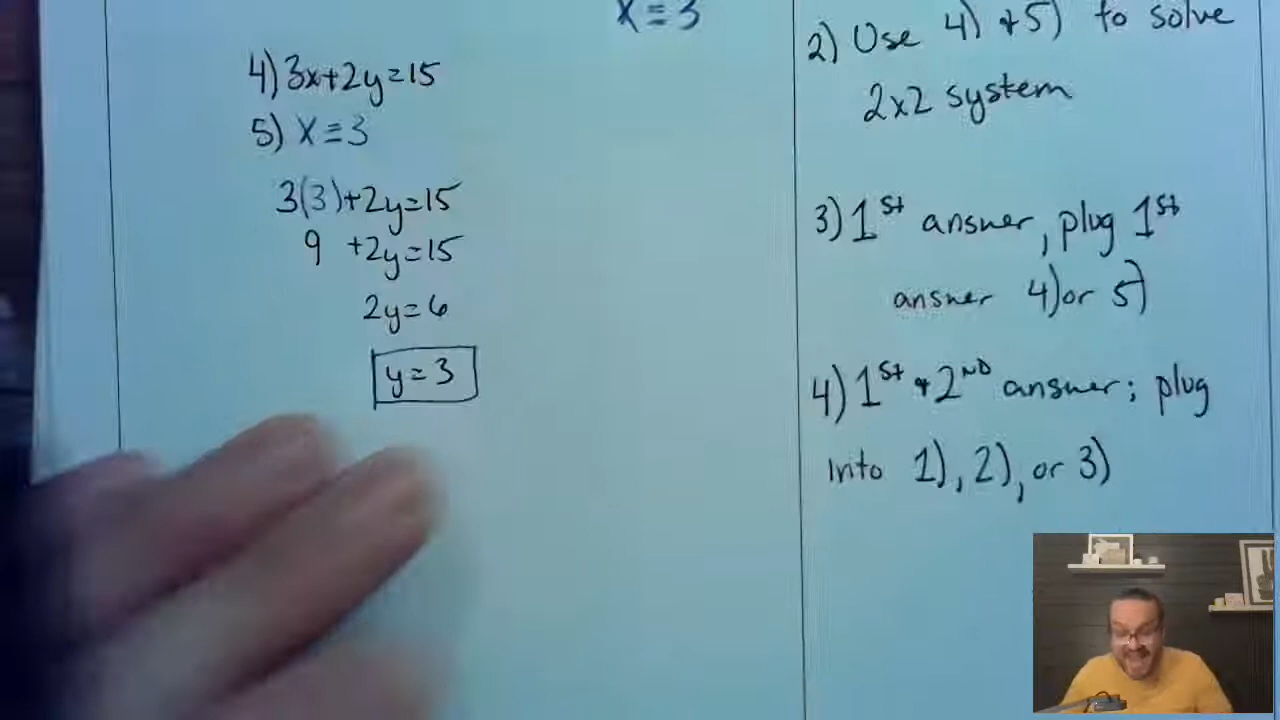 X = 3
4) 3x+2y=15
5) X = 3
3(3)+2y=15
9 +2y=15
2y=6
y=3
2) Use 4) + 5) to solve
2x2 system
3) 1st answer, plug 1st
answer 4) or 5)
4) 1st + 2ND answer; plug
into 1), 2), or 3)